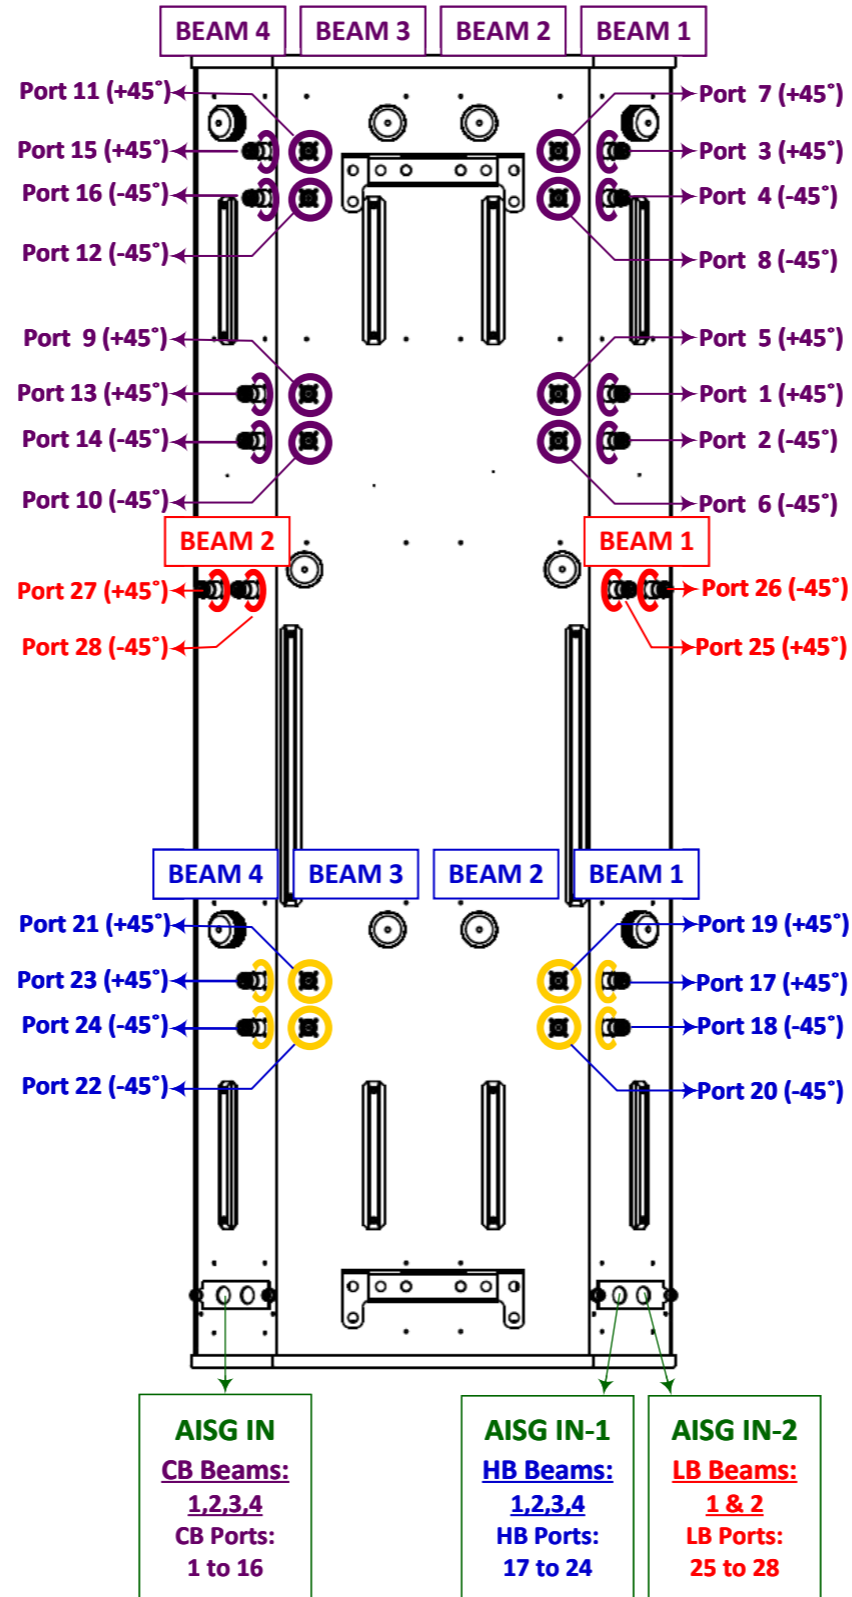 BEAM 4 BEAM 3 BEAM 2 BEAM 1
Port 11 (+45°) Port 7 (+45°)
Port 15 (+45°) Port 3 (+45°)
Port 16 (-45°) Port 4 (-45°)
Port 12 (-45°) Port 8 (-45°)
Port 9 (+45°) Port 5 (+45°)
Port 13 (+45°) Port 1 (+45°)
Port 14 (-45°) Port 2 (-45°)
Port 10 (-45°) Port 6 (-45°)
BEAM 2 BEAM 1
Port 27 (+45°) Port 26 (-45°)
Port 28 (-45°) Port 25 (+45°)
BEAM 4 BEAM 3 BEAM 2 BEAM 1
Port 21 (+45°) Port 19 (+45°)
Port 23 (+45°) Port 17 (+45°)
Port 24 (-45°) Port 18 (-45°)
Port 22 (-45°) Port 20 (-45°)
AISG IN
CB Beams:
1,2,3,4
CB Ports:
1 to 16
AISG IN-1
HB Beams:
1,2,3,4
HB Ports:
17 to 24
AISG IN-2
LB Beams:
1 & 2
LB Ports:
25 to 28